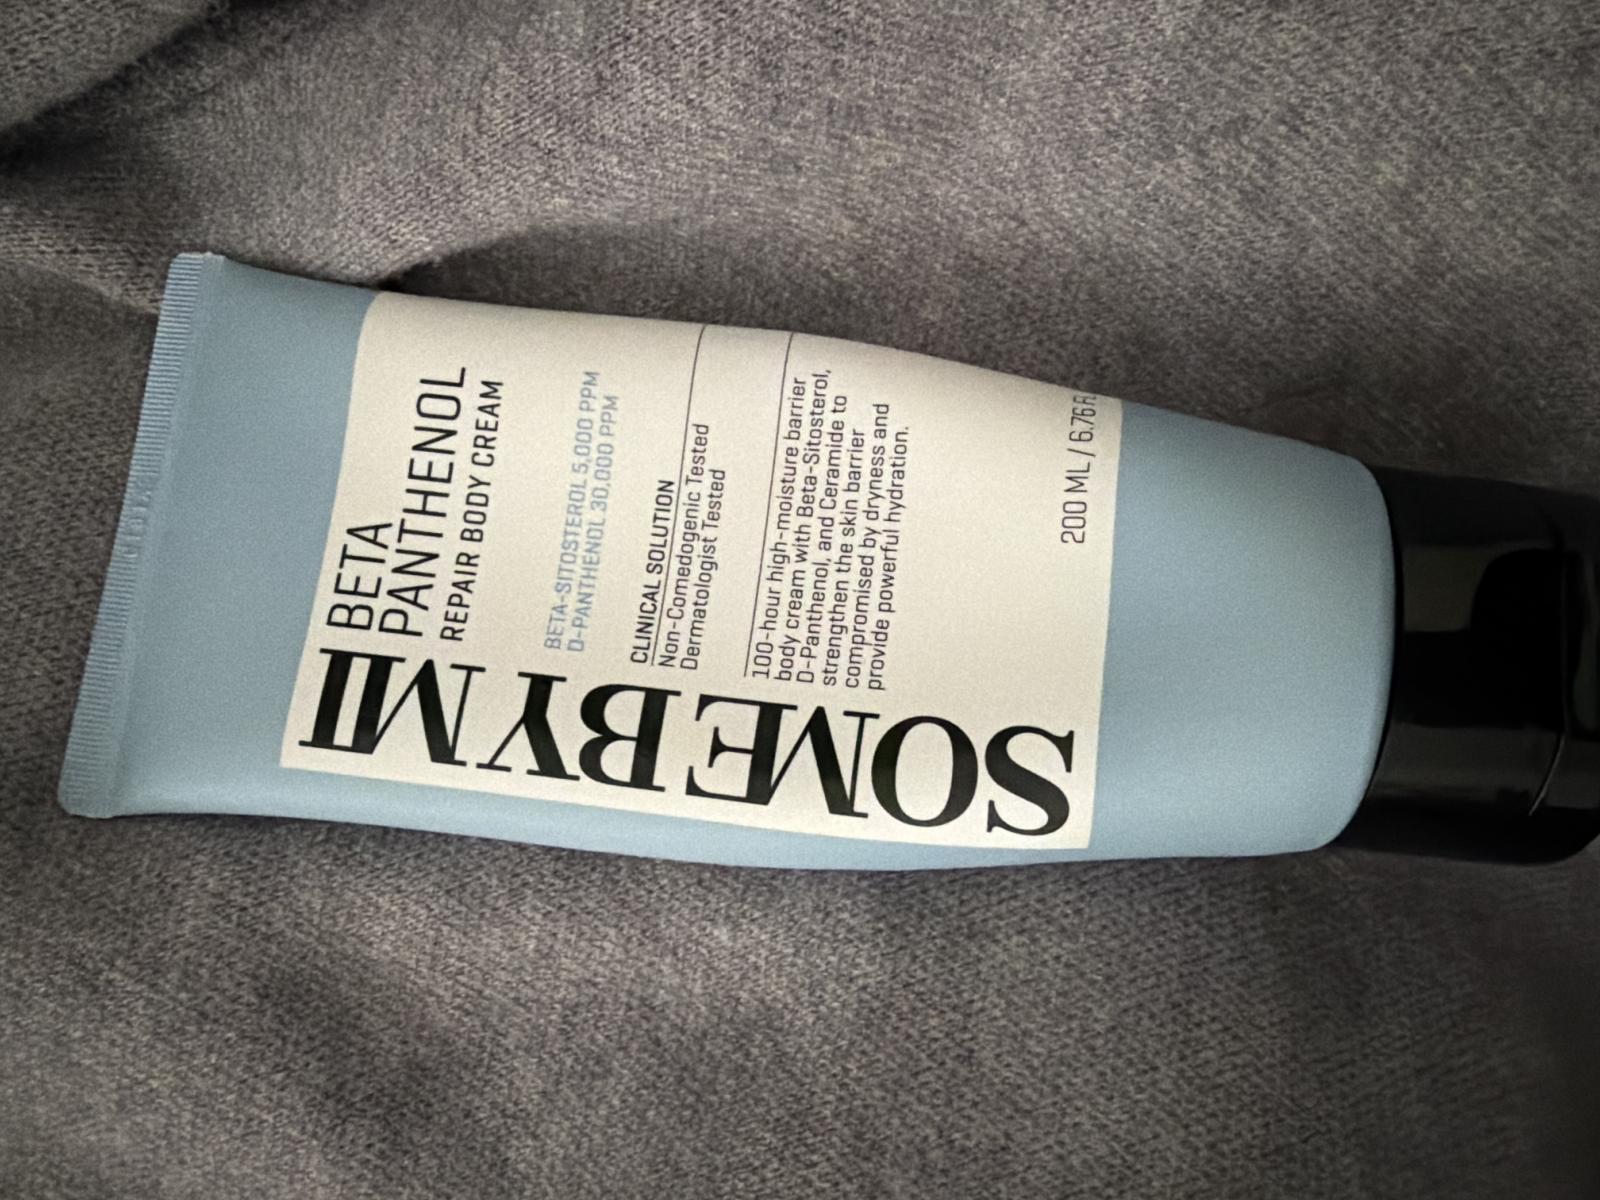 SOME BY MI
BETA
PANTHENOL
REPAIR BODY CREAM
BETA-SITOSTEROL 5,000 PPM
D-PANTHENOL 30,000 PPM
CLINICAL SOLUTION
Non-Comedogenic Tested
Dermatologist Tested
100-hour high-moisture barrier
body cream with Beta-Sitosterol,
D-Panthenol, and Ceramide to
strengthen the skin barrier
compromised by dryness and
provide powerful hydration.
200 ML / 6.76